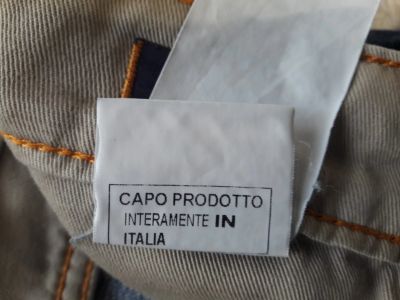 CAPO PRODOTTO
INTERAMENTE IN
ITALIA